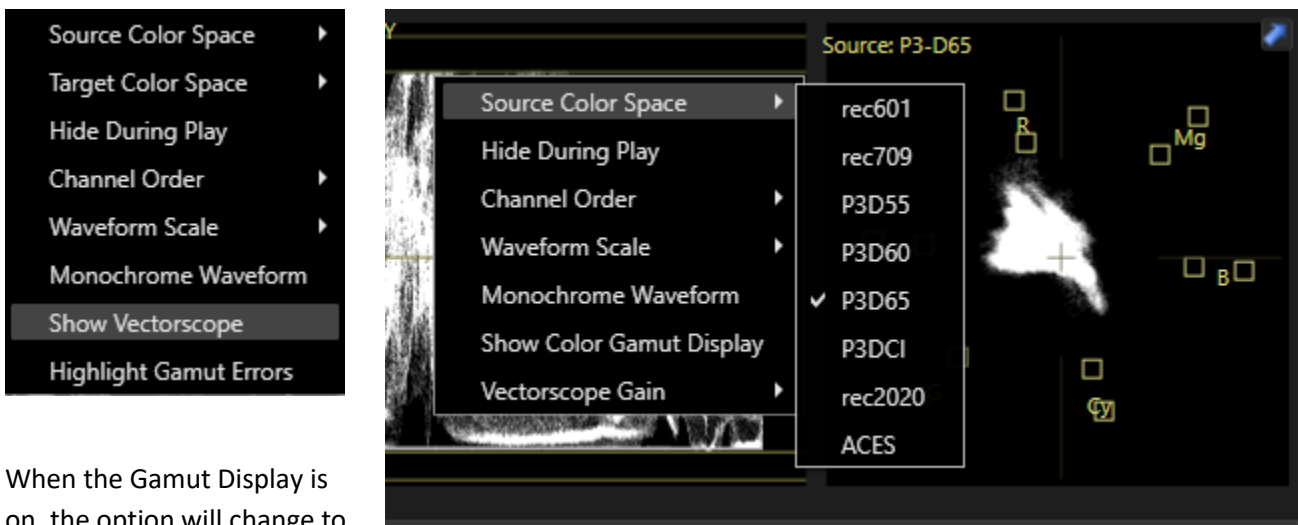 Source Color Space
Target Color Space
Hide During Play
Channel Order
Waveform Scale
Monochrome Waveform
Show Vectorscope
Highlight Gamut Errors
When the Gamut Display is
on, the option will change to
Y
Source Color Space
Hide During Play
Channel Order
Waveform Scale
Monochrome Waveform
Show Color Gamut Display
Vectorscope Gain
rec601
rec709
P3D55
P3D60
P3D65
P3DCI
rec2020
ACES
Source: P3-D65
R
Mg
B
Cy